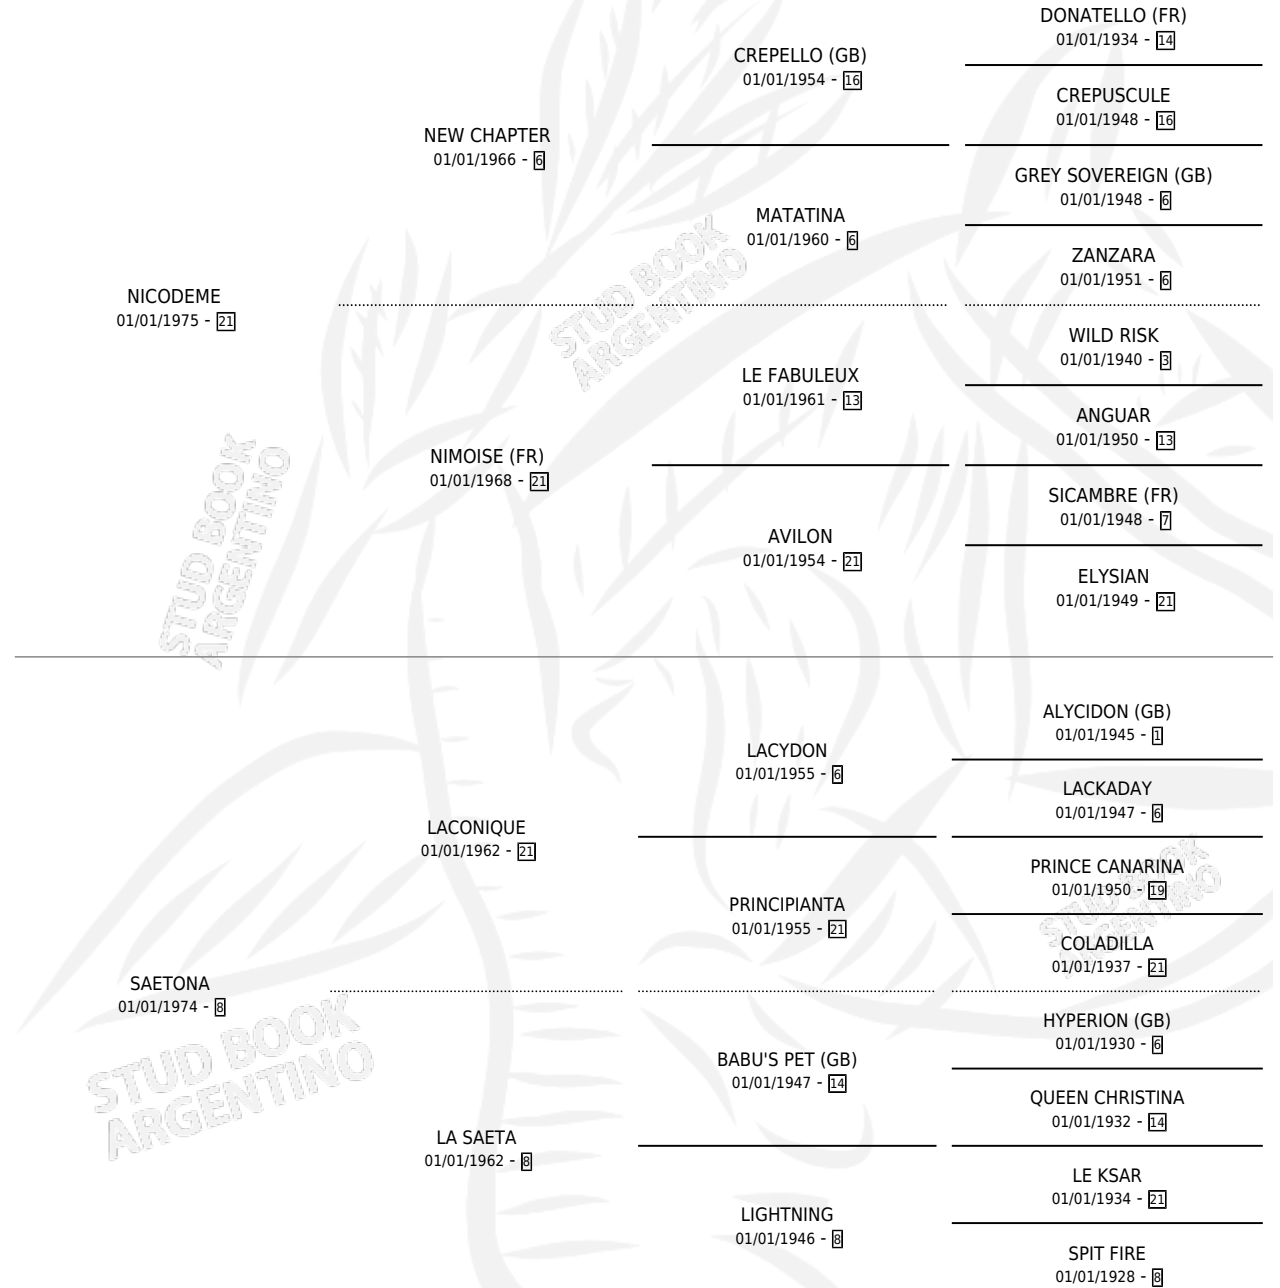 DONATELLO (FR)
01/01/1934 - 14
CREPELLO (GB)
01/01/1954 - 16
CREPUSCULE
01/01/1948 - 16
NEW CHAPTER
01/01/1966 - 6
GREY SOVEREIGN (GB)
01/01/1948 - 6
MATATINA
01/01/1960 - 6
ZANZARA
01/01/1951 - 6
NICODEME
01/01/1975 - 21
WILD RISK
01/01/1940 - 3
LE FABULEUX
01/01/1961 - 13
ANGUAR
01/01/1950 - 13
NIMOISE (FR)
01/01/1968 - 21
SICAMBRE (FR)
01/01/1948 - 7
AVILON
01/01/1954 - 21
ELYSIAN
01/01/1949 - 21
ALYCIDON (GB)
01/01/1945 - 1
LACYDON
01/01/1955 - 6
LACKADAY
01/01/1947 - 6
LACONIQUE
01/01/1962 - 21
PRINCE CANARINA
01/01/1950 - 19
PRINCIPIANTA
01/01/1955 - 21
COLADILLA
01/01/1937 - 21
SAETONA
01/01/1974 - 8
HYPERION (GB)
01/01/1930 - 6
BABU'S PET (GB)
01/01/1947 - 14
QUEEN CHRISTINA
01/01/1932 - 14
LA SAETA
01/01/1962 - 8
LE KSAR
01/01/1934 - 21
LIGHTNING
01/01/1946 - 8
SPIT FIRE
01/01/1928 - 8
STUD BOOK
ARGENTINO
STUD BOOK
ARGENTINO
STUD BOOK
ARGENTINO
STUD BOOK
ARGENTINO